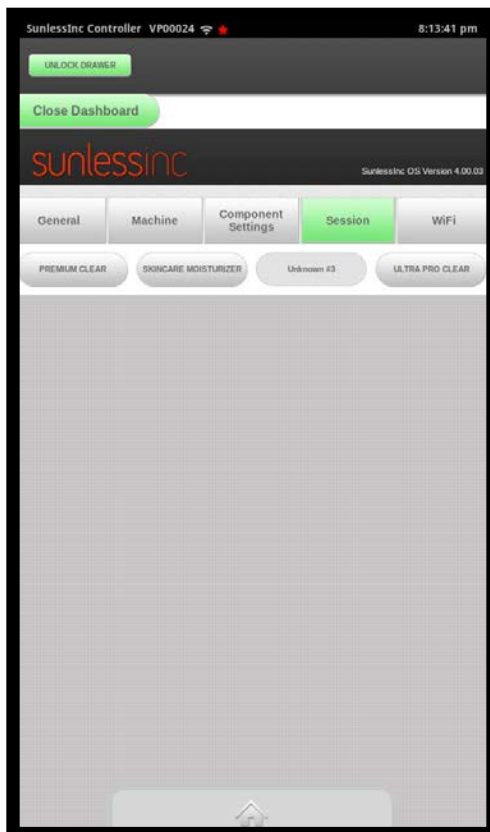 SunlessInc Controller VP00024 8:13:41 pm
UNLOCK DRAWER
Close Dashboard
sunlessinc
SunlessInc OS Version 4.00.03
General Machine Component Settings Session WiFi
PREMIUM CLEAR SKINCARE MOISTURIZER Unknown #3 ULTRA PRO CLEAR